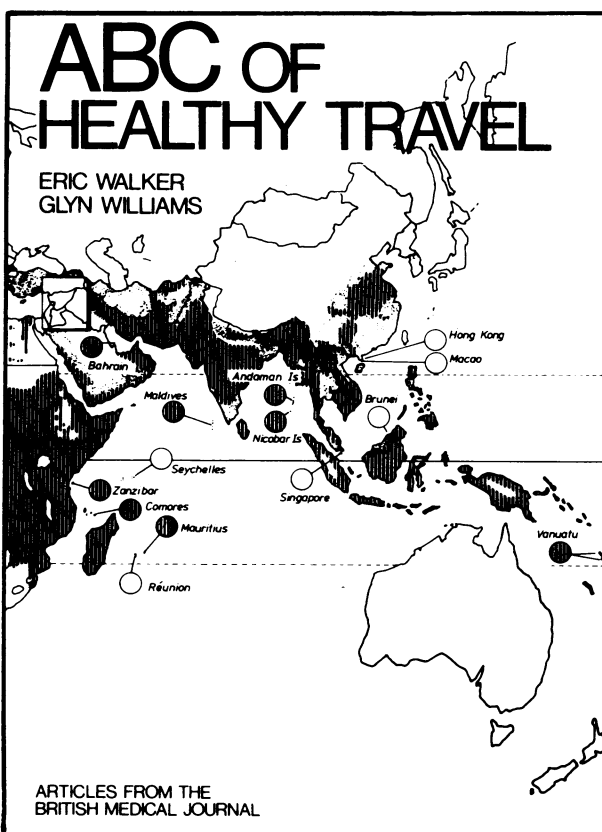 ABC OF
HEALTHY TRAVEL
ERIC WALKER
GLYN WILLIAMS
Hong Kong
Macao
Bahrain
Andaman Is
Maldives
Brunei
Nicobar Is
Seychelles
Singapore
Zanzibar
Comores
Mauritius
Vanuatu
Réunion
ARTICLES FROM THE
BRITISH MEDICAL JOURNAL